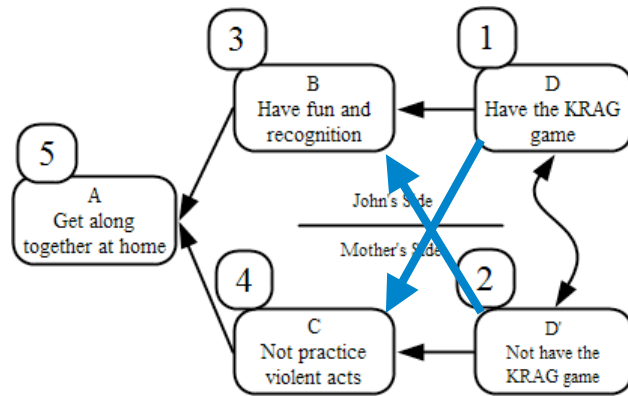 3
B
Have fun and
recognition
1
D
Have the KRAG
game
5
A
Get along
together at home
John's Side
Mother's Side
4
C
Not practice
violent acts
2
D'
Not have the
KRAG game